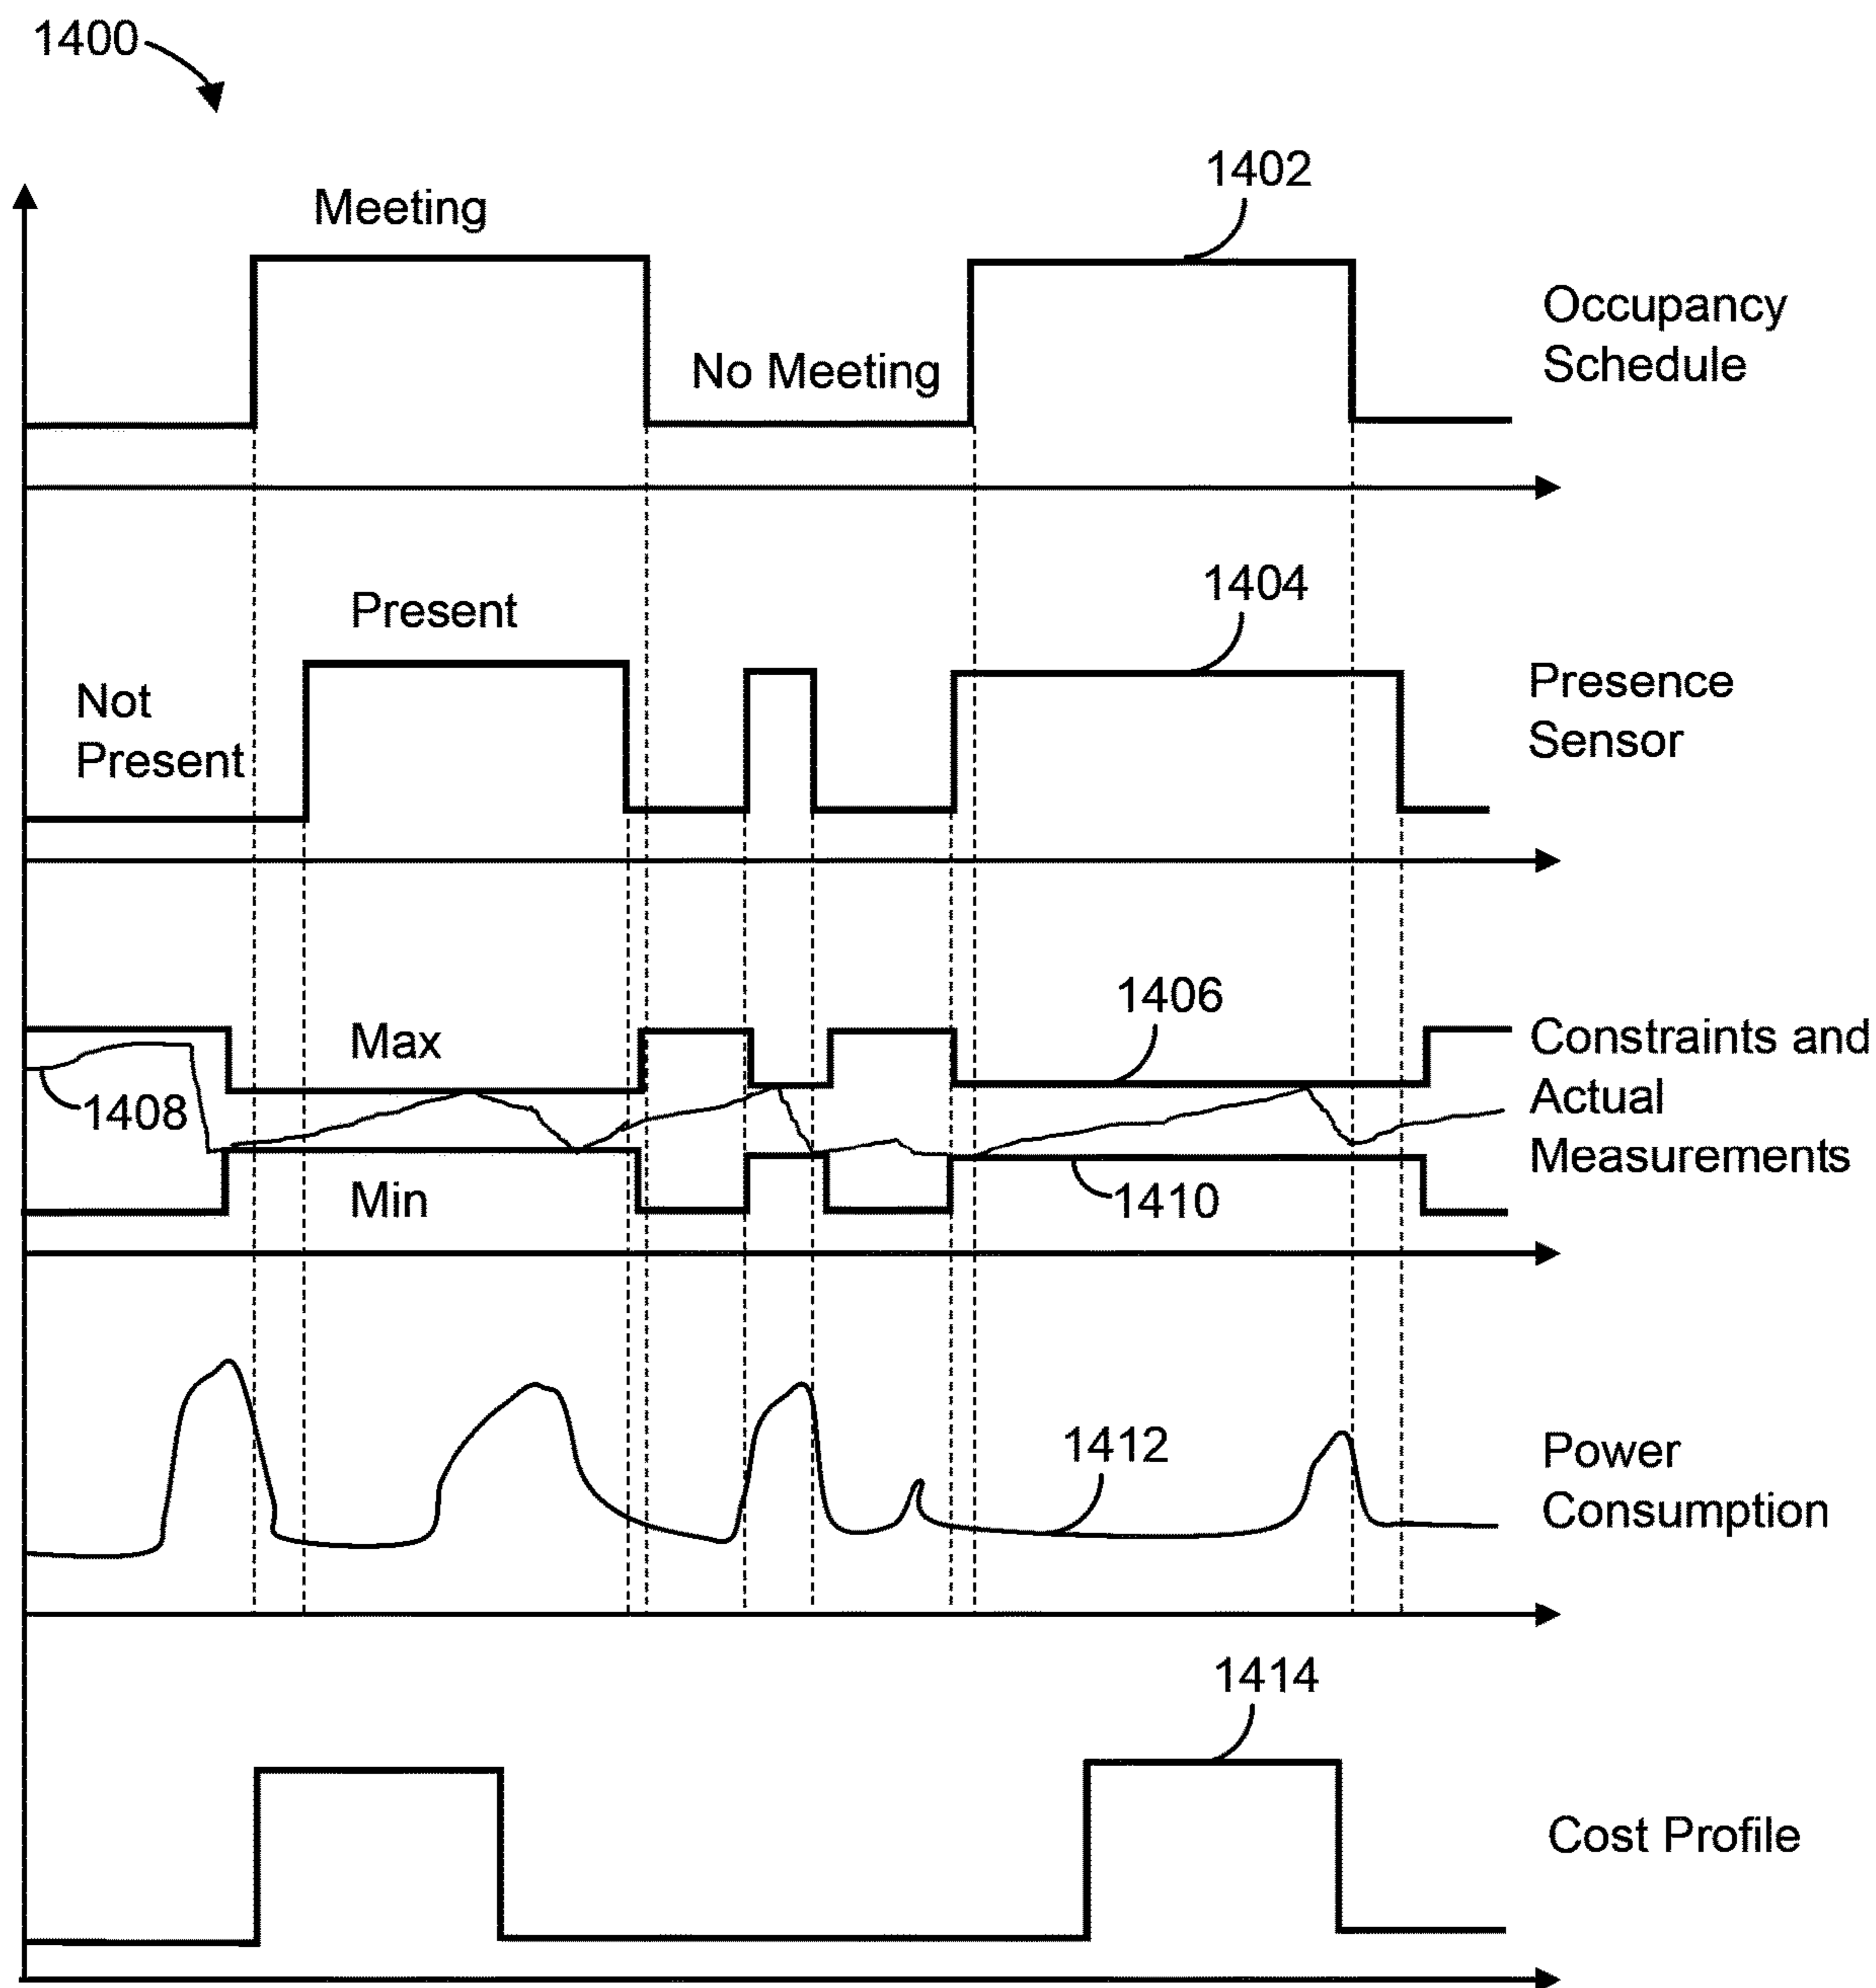 1400
1402
Meeting
Occupancy
Schedule
No Meeting
1404
Present
Not
Present
Presence
Sensor
1406
Max
Constraints and
Actual
Measurements
1408
Min
1410
1412
Power
Consumption
1414
Cost Profile